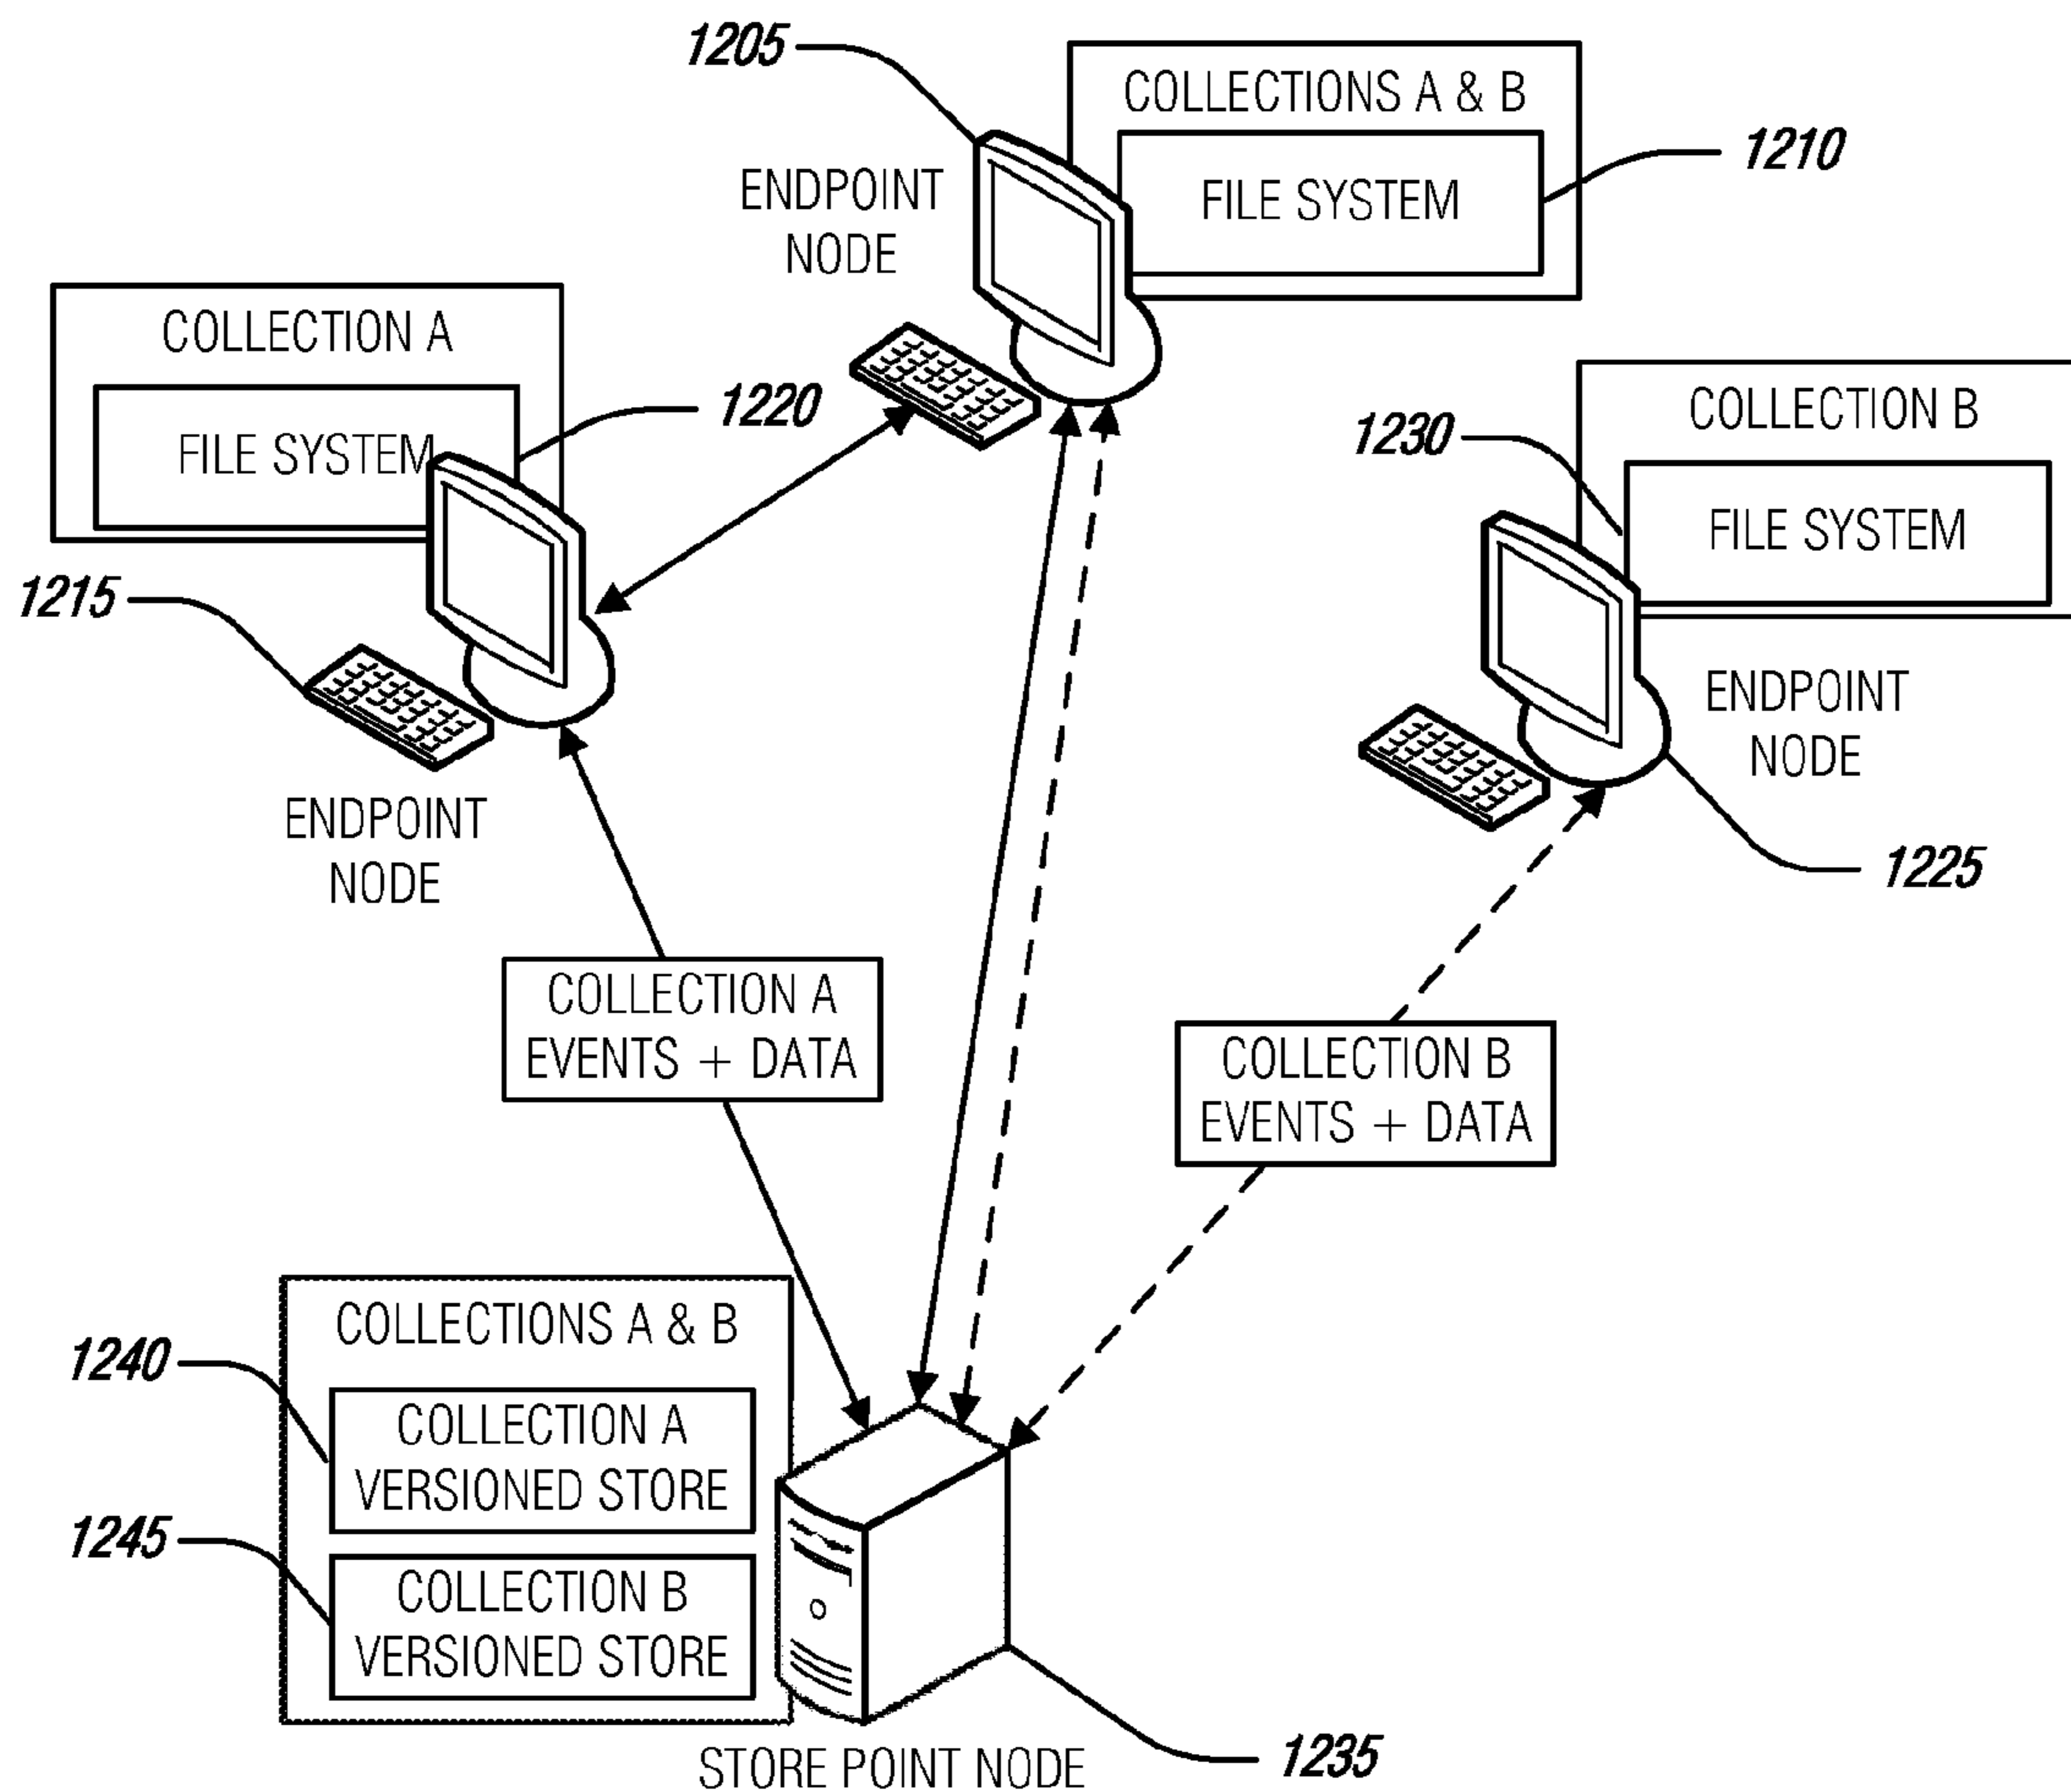 1205
COLLECTIONS A & B
FILE SYSTEM
1210
ENDPOINT
NODE
COLLECTION A
FILE SYSTEM
1220
1215
ENDPOINT
NODE
COLLECTION B
1230
FILE SYSTEM
ENDPOINT
NODE
1225
COLLECTION A
EVENTS + DATA
COLLECTION B
EVENTS + DATA
COLLECTIONS A & B
1240
COLLECTION A
VERSIONED STORE
1245
COLLECTION B
VERSIONED STORE
STORE POINT NODE
1235